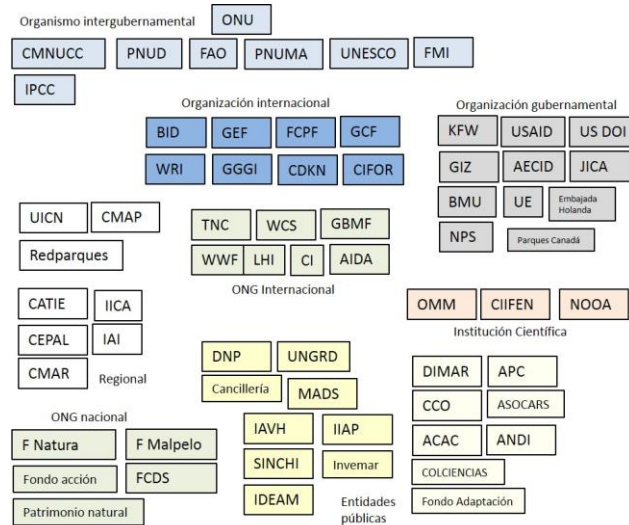 Organismo intergubernamental
ONU
CMNUCC PNUD FAO PNUMA UNESCO FMI
IPCC
Organización internacional
BID GEF FCPF GCF
WRI GGGI CDKN CIFOR
Organización gubernamental
KFW USAID US DOI
GIZ AECID JICA
BMU UE Embajada Holanda
NPS Parques Canadá
UICN CMAP
Redparques
TNC WCS GBMF
WWF LHI CI AIDA
ONG Internacional
CATIE IICA
CEPAL IAI
CMAR Regional
OMM CIIFEN NOOA
Institución Científica
DNP UNGRD
Cancillería MADS
DIMAR APC
CCO ASOCARS
ACAC ANDI
COLCIENCIAS
Fondo Adaptación
ONG nacional
F Natura F Malpelo
Fondo acción FCDS
Patrimonio natural
IAVH IIAP
SINCHI Invemar
IDEAM
Entidades
públicas